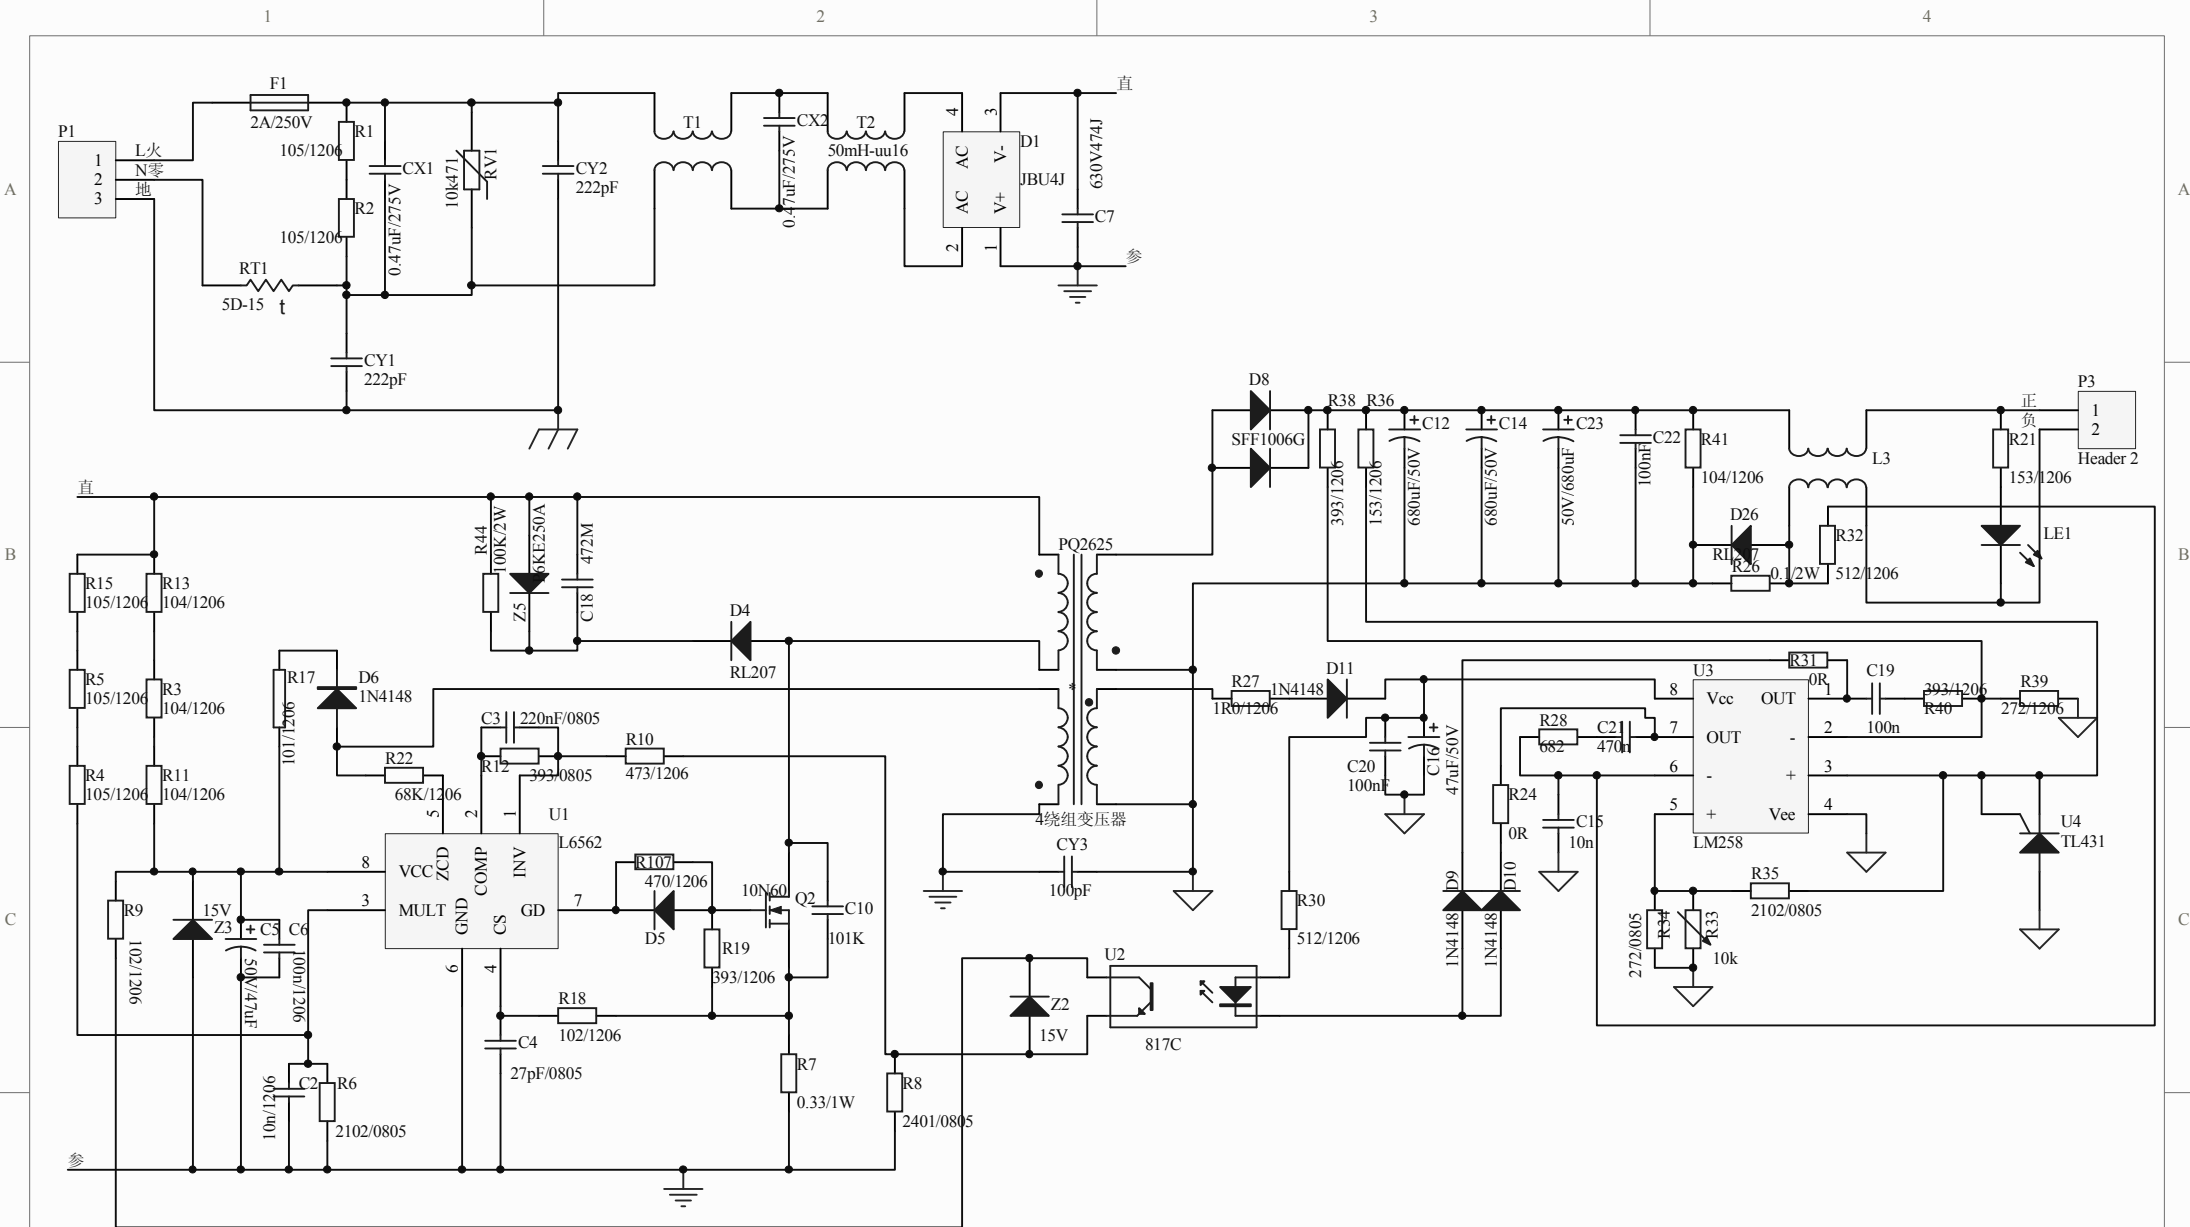 1 2 3 4
A A
B B
C C
F1
2A/250V
P1
1
2
3
L火
N零
地
R1
105/1206
R2
105/1206
RT1
5D-15 t
CX1
0.47uF/275V
10k471
RV1
CY2
222pF
CY1
222pF
T1
CX2
0.47uF/275V
T2
50mH-uu16
4
3
AC
V-
AC
V+
2
1
D1
JBU4J
630V474J
C7
直
参
直
R15
105/1206
R13
104/1206
R5
105/1206
R3
104/1206
R4
105/1206
R11
104/1206
R44
100K/2W
Z5
6KE250A
472M
C18
D4
RL207
R17
101/1206
D6
1N4148
R22
68K/1206
C3
220nF/0805
R12
393/0805
R10
473/1206
U1
L6562
5
2
1
8
3
7
6
4
VCC
ZCD
COMP
INV
MULT
GND
CS
GD
R9
102/1206
15V
Z3
+
C5
50V/47uF
C6
100n/1206
C2
10n/1206
R6
2102/0805
R107
470/1206
D5
R19
393/1206
10N60
Q2
C10
101K
R18
102/1206
C4
27pF/0805
R7
0.33/1W
R8
2401/0805
参
PQ2625
*
4绕组变压器
CY3
100pF
Z2
15V
U2
817C
D8
SFF1006G
R38
393/1206
R36
153/1206
+
C12
680uF/50V
+
C14
680uF/50V
+
C23
50V/680uF
C22
100nF
R41
104/1206
D26
RL207
R26
0.1/2W
L3
R32
512/1206
R21
153/1206
LE1
正
负
P3
1
2
Header 2
R27
1R0/1206
1N4148
D11
C20
100nF
+
C16
47uF/50V
R30
512/1206
D9
1N4148
D10
1N4148
R24
0R
R28
682
C21
470n
C15
10n
R31
0R
U3
8
7
6
5
1
2
3
4
Vcc OUT
OUT -
- +
+ Vee
LM258
C19
100n
393/1206
R40
R39
272/1206
U4
TL431
R35
2102/0805
R34
272/0805
R33
10k